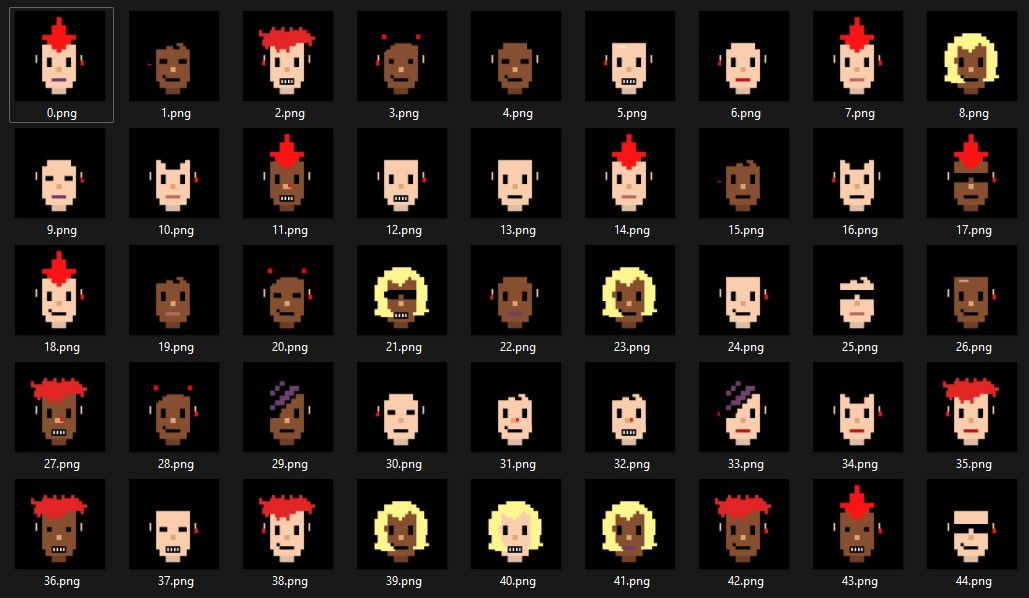 0.png 1.png 2.png 3.png 4.png 5.png 6.png 7.png 8.png
9.png 10.png 11.png 12.png 13.png 14.png 15.png 16.png 17.png
18.png 19.png 20.png 21.png 22.png 23.png 24.png 25.png 26.png
27.png 28.png 29.png 30.png 31.png 32.png 33.png 34.png 35.png
36.png 37.png 38.png 39.png 40.png 41.png 42.png 43.png 44.png